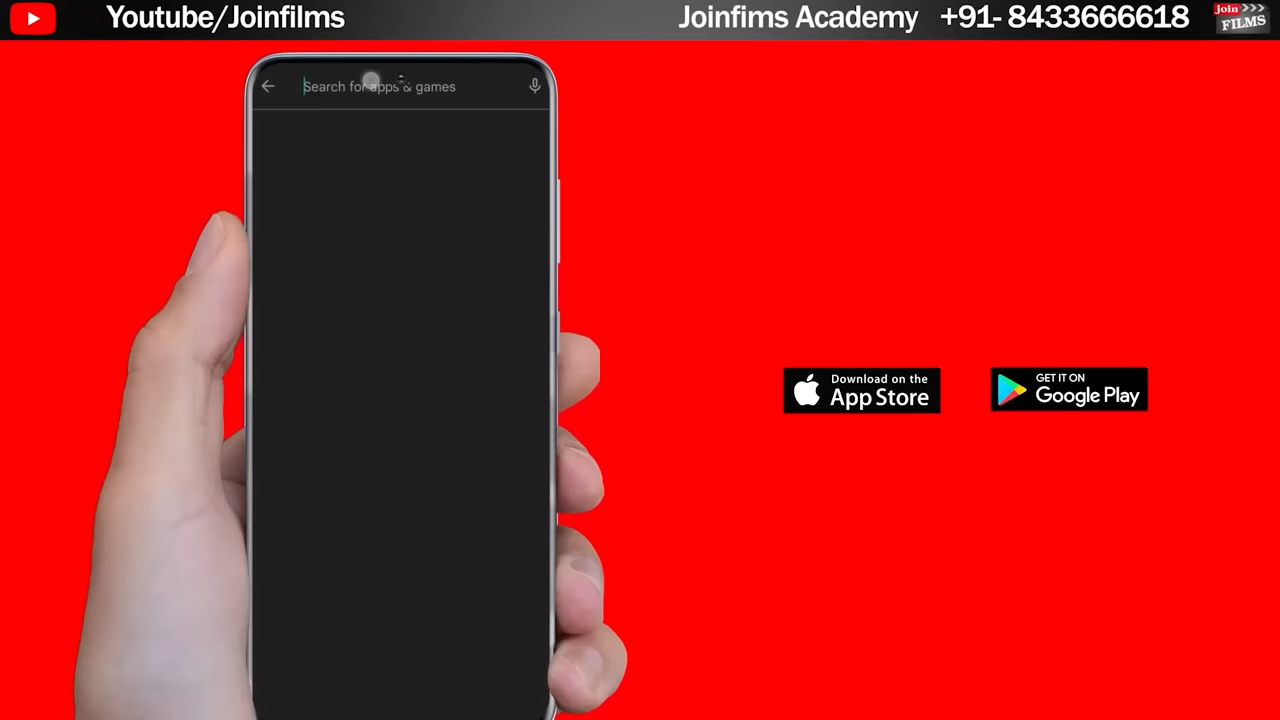 Youtube/Joinfilms
Joinfims Academy +91- 8433666618
Join
FILMS
Search for apps & games
Download on the
App Store
GET IT ON
Google Play